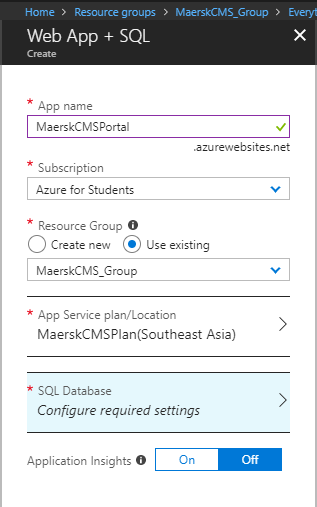 Home > Resource groups > MaerskCMS_Group >
Web App + SQL
Create
* App name
MaerskCMSPortal
.azurewebsites.net
* Subscription
Azure for Students
* Resource Group
Create new Use existing
MaerskCMS_Group
* App Service plan/Location
MaerskCMSPlan(Southeast Asia)
* SQL Database
Configure required settings
Application Insights On Off